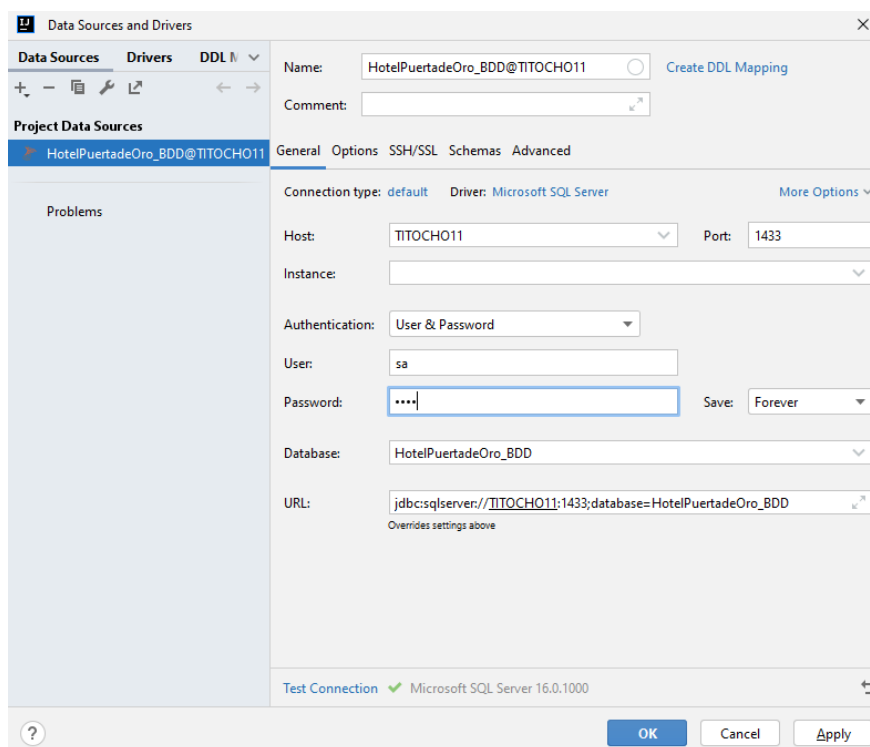 Data Sources and Drivers
Data Sources Drivers DDL M
Project Data Sources
HotelPuertadeOro_BDD@TITOCHO11
Problems
Name: HotelPuertadeOro_BDD@TITOCHO11 Create DDL Mapping
Comment:
General Options SSH/SSL Schemas Advanced
Connection type: default Driver: Microsoft SQL Server More Options
Host: TITOCHO11 Port: 1433
Instance:
Authentication: User & Password
User: sa
Password: •••• Save: Forever
Database: HotelPuertadeOro_BDD
URL: jdbc:sqlserver://TITOCHO11:1433;database=HotelPuertadeOro_BDD
Overrides settings above
Test Connection Microsoft SQL Server 16.0.1000
? OK Cancel Apply